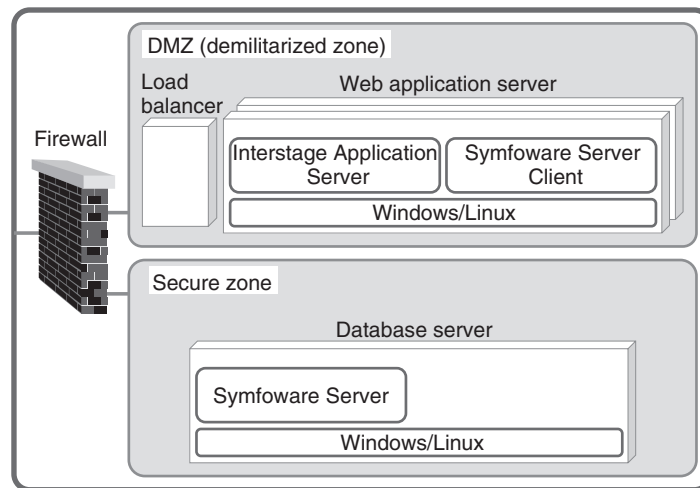 DMZ (demilitarized zone)
Load
balancer
Web application server
Firewall
Interstage Application
Server
Symfoware Server
Client
Windows/Linux
Secure zone
Database server
Symfoware Server
Windows/Linux